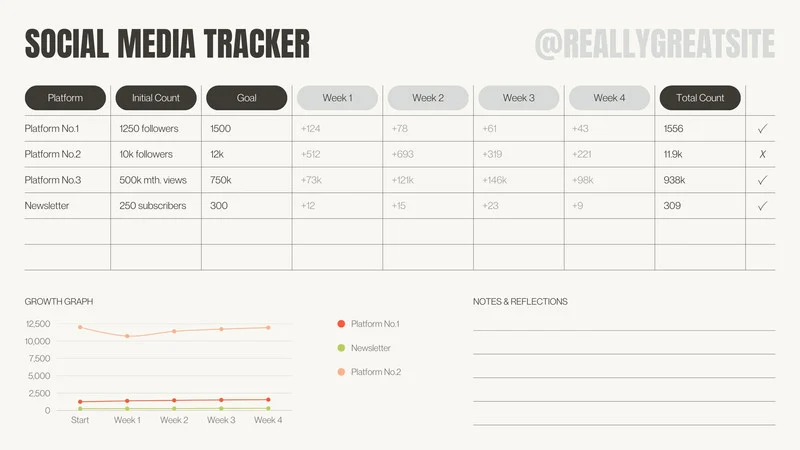 SOCIAL MEDIA TRACKER @REALLYGREATSITE
Platform Initial Count Goal Week 1 Week 2 Week 3 Week 4 Total Count
Platform No.1 1250 followers 1500 +124 +78 +61 +43 1556 ✓
Platform No.2 10k followers 12k +512 +693 +319 +221 11.9k X
Platform No.3 500k mth. views 750k +73k +121k +146k +98k 938k ✓
Newsletter 250 subscribers 300 +12 +15 +23 +9 309 ✓
GROWTH GRAPH
12,500
10,000
7,500
5,000
2,500
0
Start Week 1 Week 2 Week 3 Week 4
Platform No.1
Newsletter
Platform No.2
NOTES & REFLECTIONS